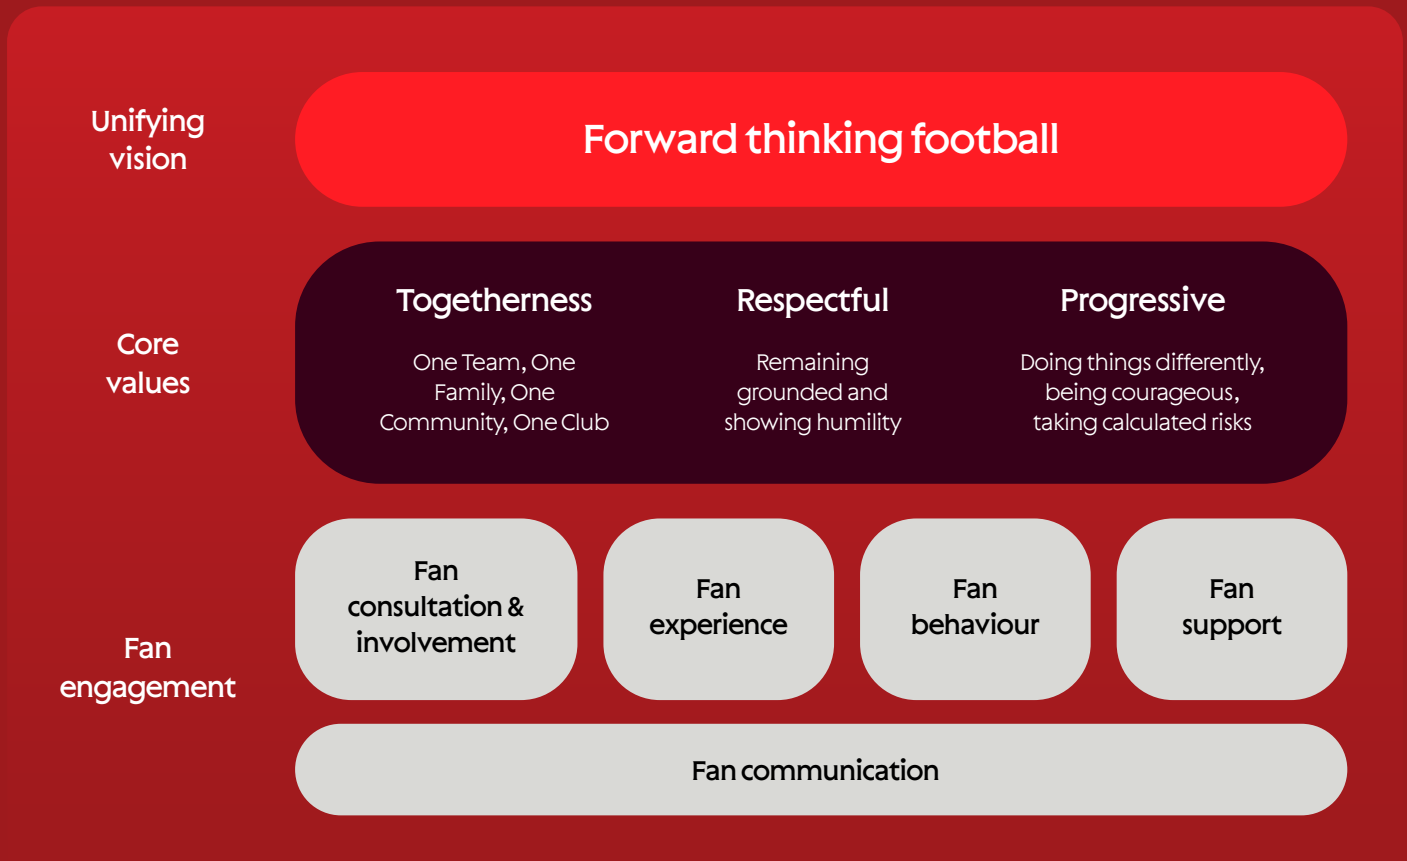 Unifying
vision
Forward thinking football
Core
values
Togetherness
One Team, One
Family, One
Community, One Club
Respectful
Remaining
grounded and
showing humility
Progressive
Doing things differently,
being courageous,
taking calculated risks
Fan
engagement
Fan
consultation &
involvement
Fan
experience
Fan
behaviour
Fan
support
Fan communication